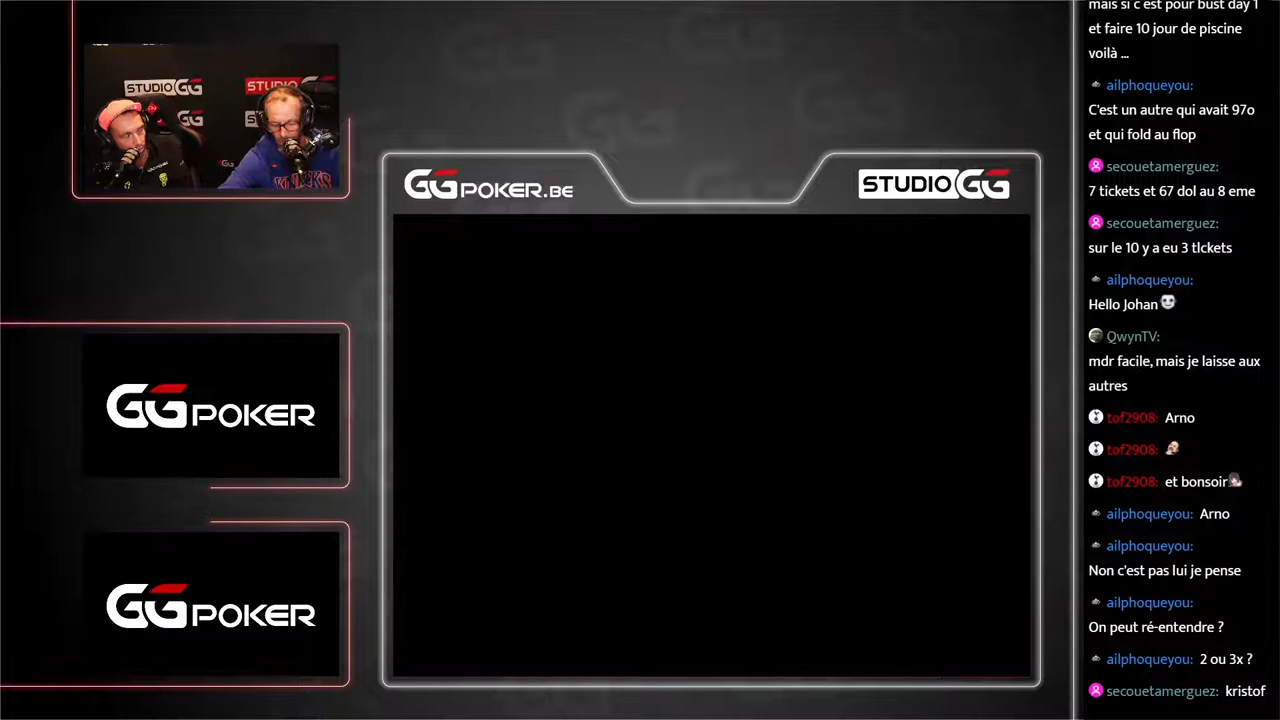 STUDIO GG
STUDIO
GG
GG
KNICKS
GGPOKER.BE
STUDIO GG
GGPOKER
GGPOKER
mais si c'est pour bust day 1
et faire 10 jour de piscine
voilà ...
ailphoqueyou:
C'est un autre qui avait 97o
et qui fold au flop
secouetamerguez:
7 tickets et 67 dol au 8 eme
secouetamerguez:
sur le 10 y a eu 3 tIckets
ailphoqueyou:
Hello Johan
QwynTV:
mdr facile, mais je laisse aux
autres
tof2908: Arno
tof2908:
tof2908: et bonsoir
ailphoqueyou: Arno
ailphoqueyou:
Non c'est pas lui je pense
ailphoqueyou:
On peut ré-entendre ?
ailphoqueyou: 2 ou 3x ?
secouetamerguez: kristof